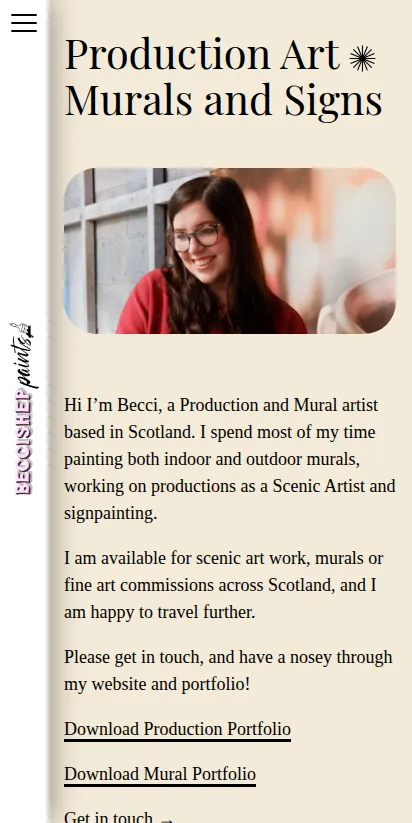 Production Art
Murals and Signs
BECCISHEP paints
Hi I’m Becci, a Production and Mural artist
based in Scotland. I spend most of my time
painting both indoor and outdoor murals,
working on productions as a Scenic Artist and
signpainting.
I am available for scenic art work, murals or
fine art commissions across Scotland, and I
am happy to travel further.
Please get in touch, and have a nosey through
my website and portfolio!
Download Production Portfolio
Download Mural Portfolio
Get in touch →